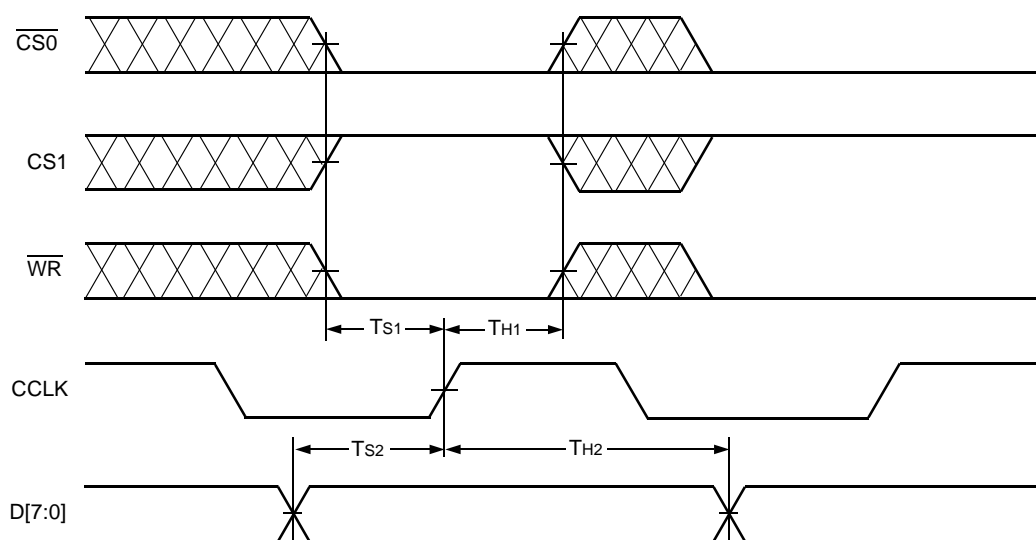 CS0
CS1
WR
TS1 TH1
CCLK
TS2 TH2
D[7:0]